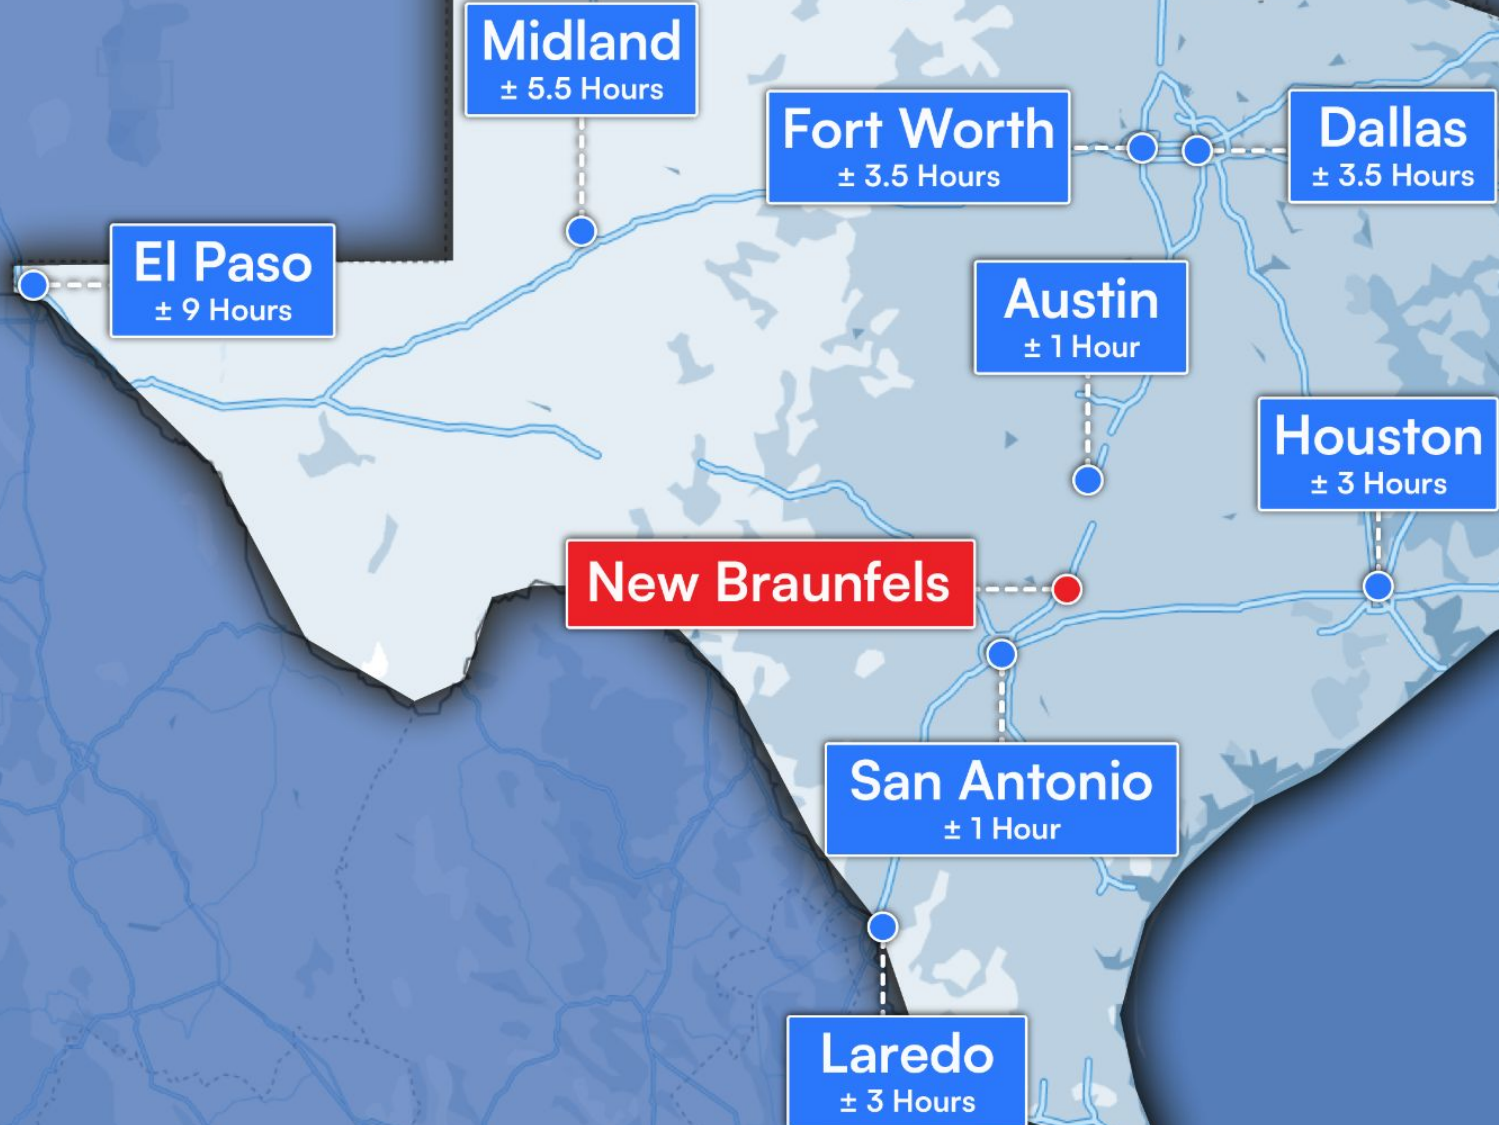 Midland
± 5.5 Hours
Fort Worth
± 3.5 Hours
Dallas
± 3.5 Hours
El Paso
± 9 Hours
Austin
± 1 Hour
Houston
± 3 Hours
New Braunfels
San Antonio
± 1 Hour
Laredo
± 3 Hours